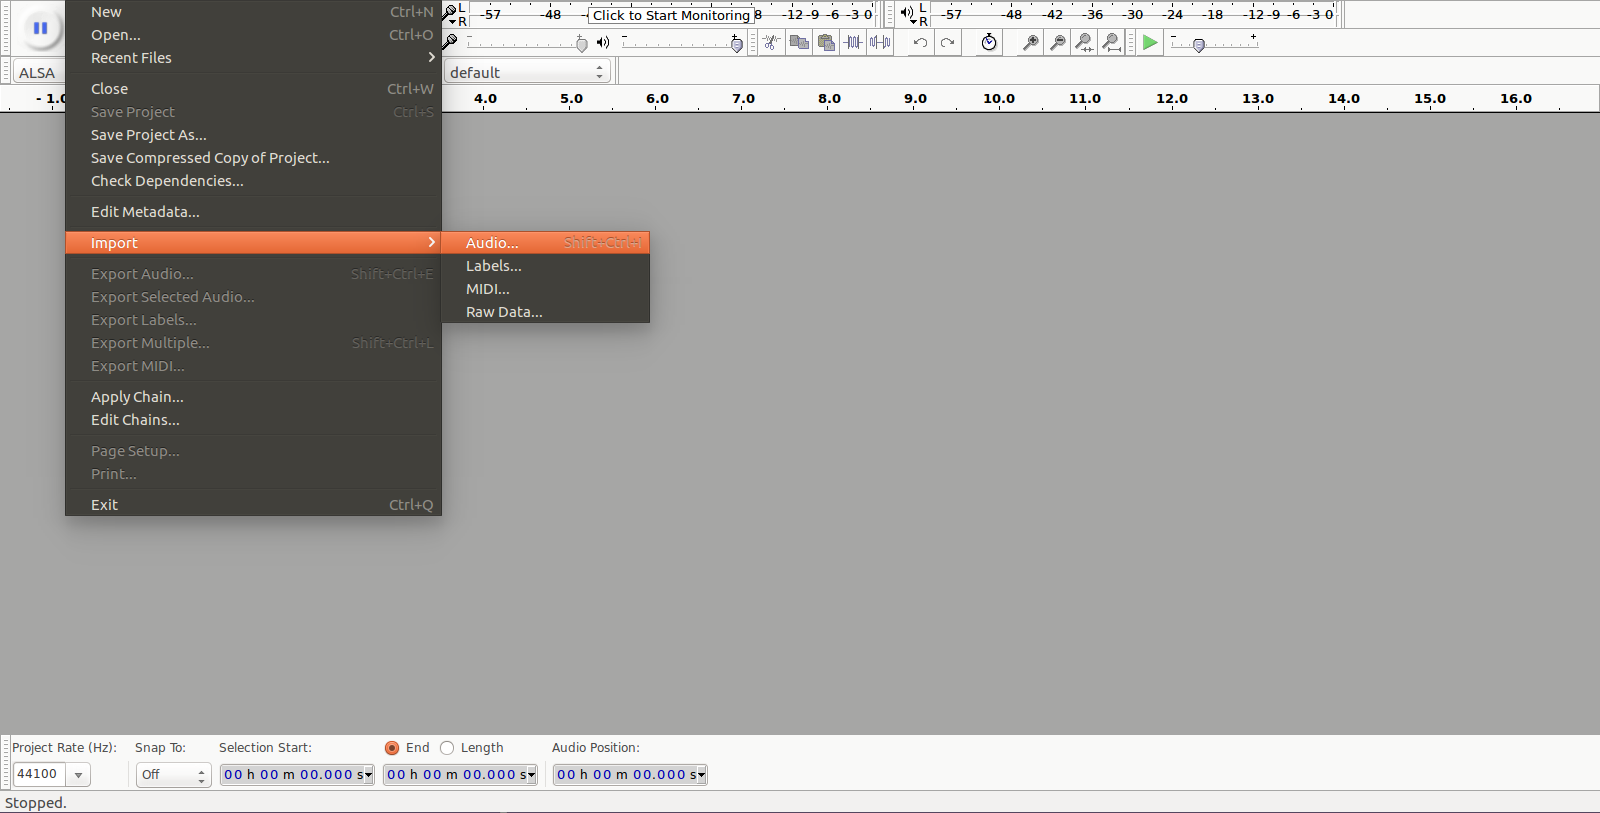 New Ctrl+N
Open... Ctrl+O
Recent Files
Close Ctrl+W
Save Project Ctrl+S
Save Project As...
Save Compressed Copy of Project...
Check Dependencies...
Edit Metadata...
Import
Export Audio... Shift+Ctrl+E
Export Selected Audio...
Export Labels...
Export Multiple... Shift+Ctrl+L
Export MIDI...
Apply Chain...
Edit Chains...
Page Setup...
Print...
Exit Ctrl+Q
Audio... Shift+Ctrl+I
Labels...
MIDI...
Raw Data...
L
R
-57 -48 Click to Start Monitoring -12 -9 -6 -3 0
L
R
-57 -48 -42 -36 -30 -24 -18 -12 -9 -6 -3 0
- + - + - +
ALSA default
- 1.0 4.0 5.0 6.0 7.0 8.0 9.0 10.0 11.0 12.0 13.0 14.0 15.0 16.0
Project Rate (Hz): Snap To: Selection Start: End Length Audio Position:
44100 Off 00 h 00 m 00.000 s 00 h 00 m 00.000 s 00 h 00 m 00.000 s
Stopped.